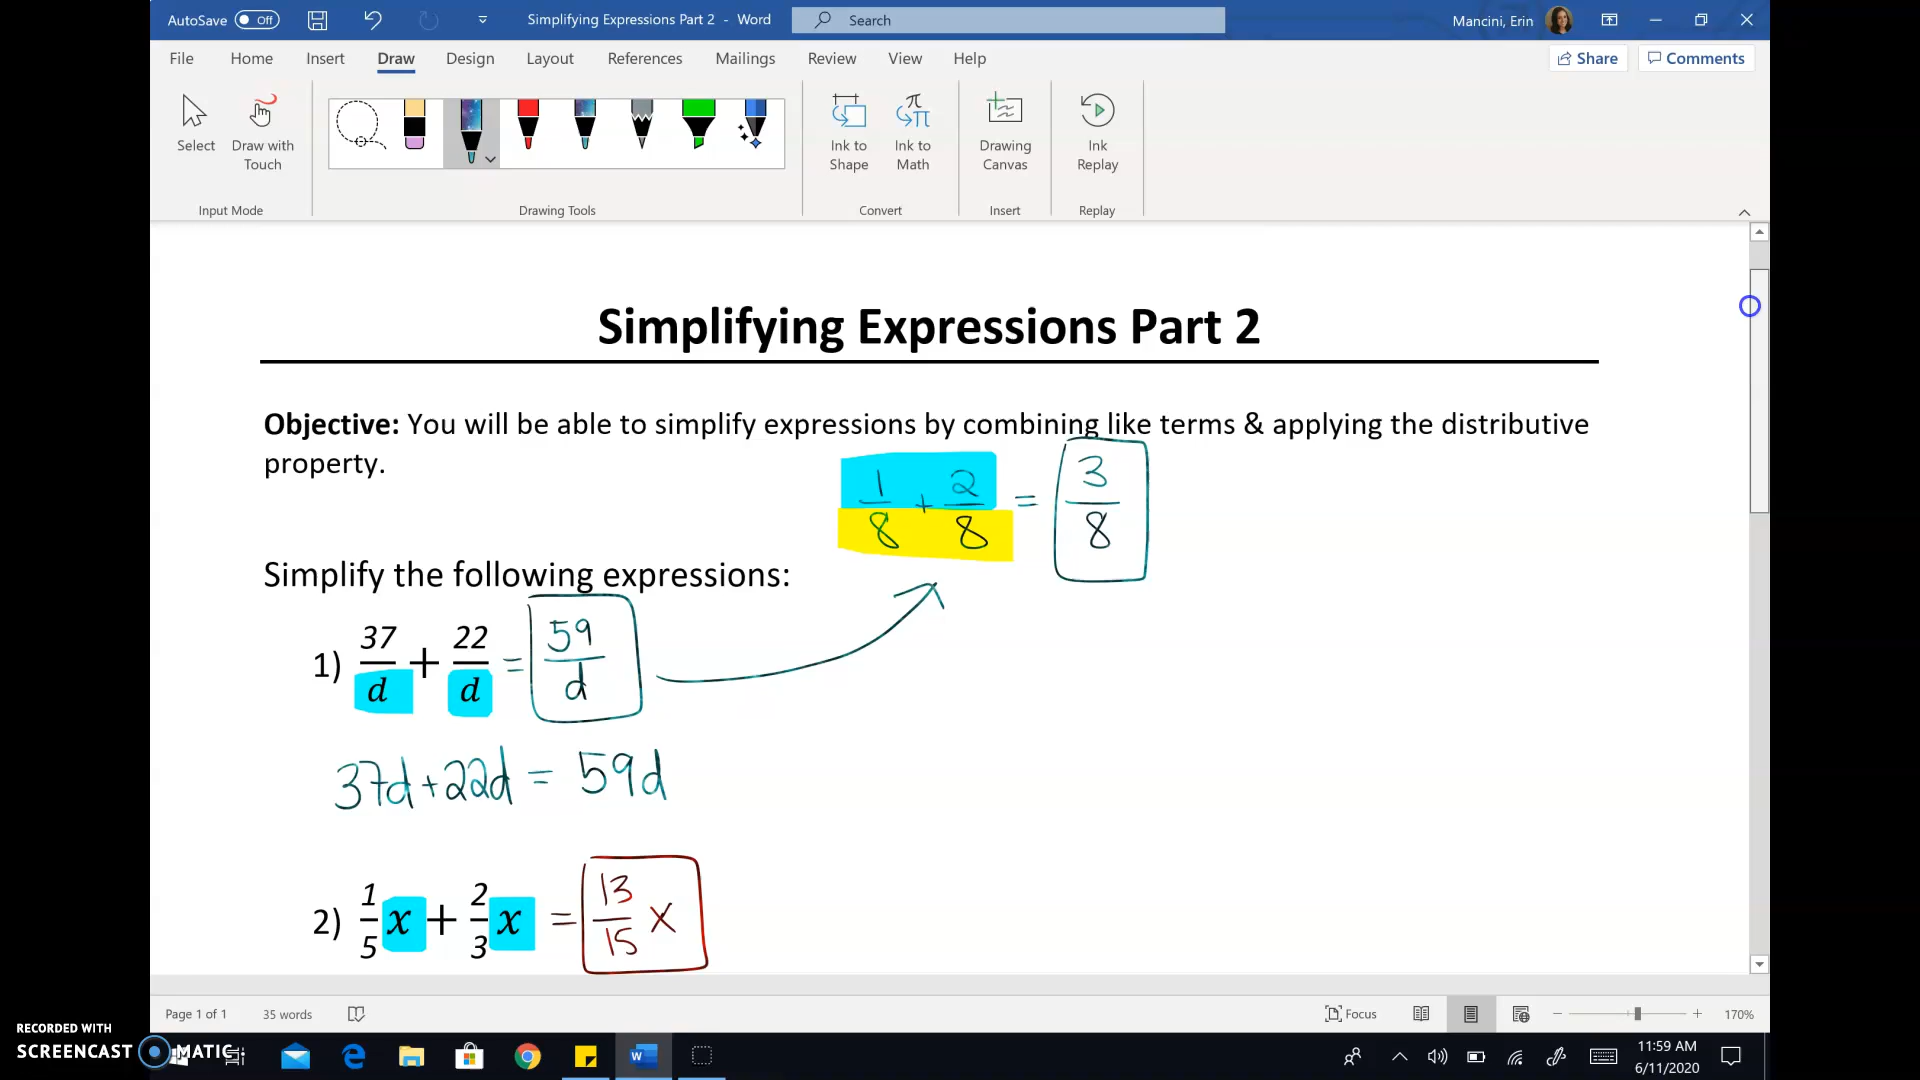 AutoSave Off Simplifying Expressions Part 2 - Word Search Mancini, Erin
File Home Insert Draw Design Layout References Mailings Review View Help Share Comments
Select Draw with Touch Ink to Shape Ink to Math Drawing Canvas Ink Replay
Input Mode Drawing Tools Convert Insert Replay
Simplifying Expressions Part 2
Objective: You will be able to simplify expressions by combining like terms & applying the distributive
property.
1/8 + 2/8 = 3/8
Simplify the following expressions:
1) 37/d + 22/d = 59/d
37d+22d = 59d
2) 1/5 x + 2/3 x = 13/15 x
Page 1 of 1 35 words Focus 170%
RECORDED WITH
SCREENCAST MATIC
11:59 AM
6/11/2020